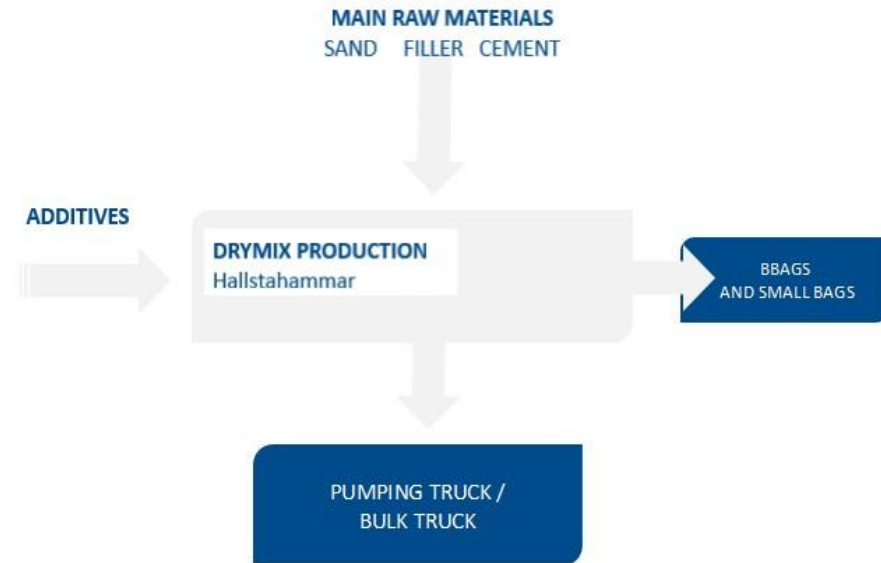 MAIN RAW MATERIALS
SAND FILLER CEMENT
ADDITIVES
DRYMIX PRODUCTION
Hallstahammar
BBAGS
AND SMALL BAGS
PUMPING TRUCK /
BULK TRUCK